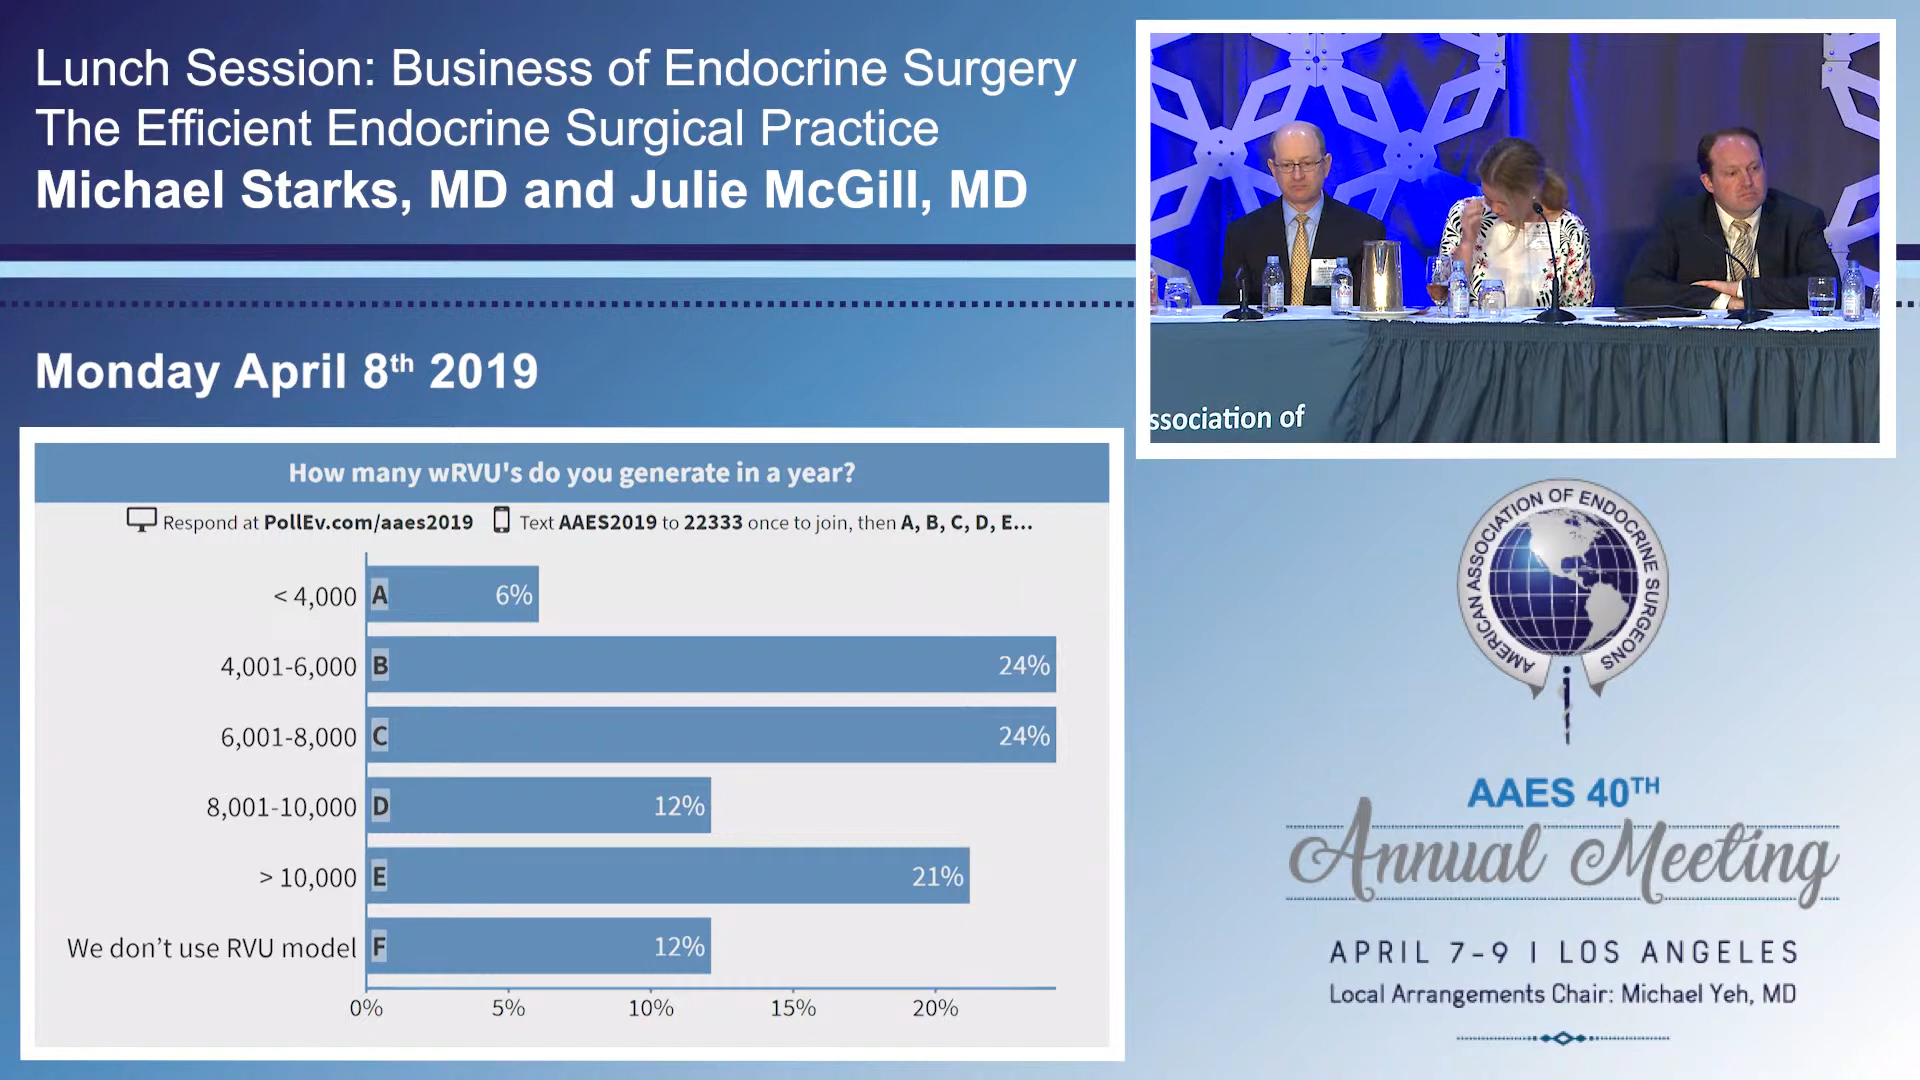 Lunch Session: Business of Endocrine Surgery
The Efficient Endocrine Surgical Practice
Michael Starks, MD and Julie McGill, MD
Monday April 8th 2019
How many wRVU's do you generate in a year?
Respond at PollEv.com/aaes2019 Text AAES2019 to 22333 once to join, then A, B, C, D, E...
< 4,000 A 6%
4,001-6,000 B 24%
6,001-8,000 C 24%
8,001-10,000 D 12%
> 10,000 E 21%
We don’t use RVU model F 12%
0% 5% 10% 15% 20%
ssociation of
AMERICAN ASSOCIATION OF ENDOCRINE SURGEONS
AAES 40TH
Annual Meeting
APRIL 7-9 | LOS ANGELES
Local Arrangements Chair: Michael Yeh, MD